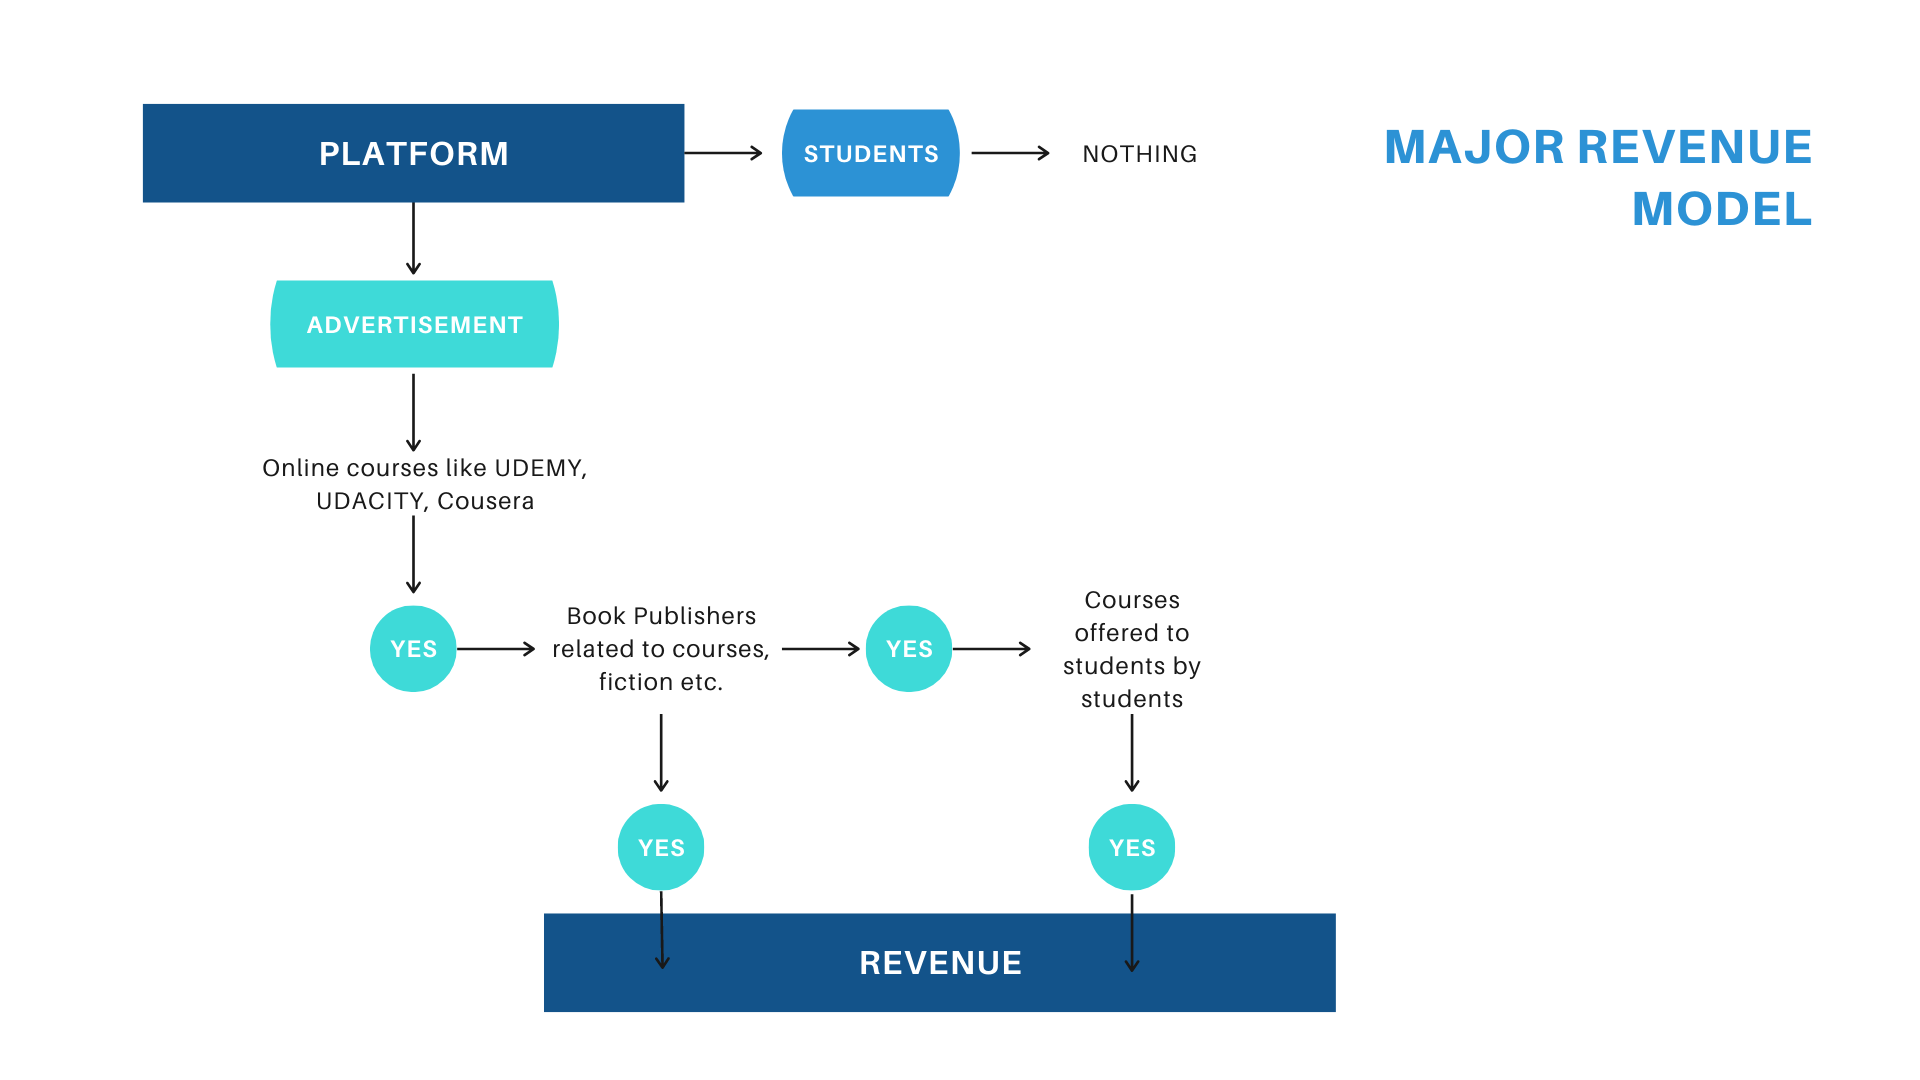 PLATFORM
STUDENTS
NOTHING
MAJOR REVENUE
MODEL
ADVERTISEMENT
Online courses like UDEMY,
UDACITY, Cousera
YES
Book Publishers
related to courses,
fiction etc.
YES
Courses
offered to
students by
students
YES
YES
REVENUE